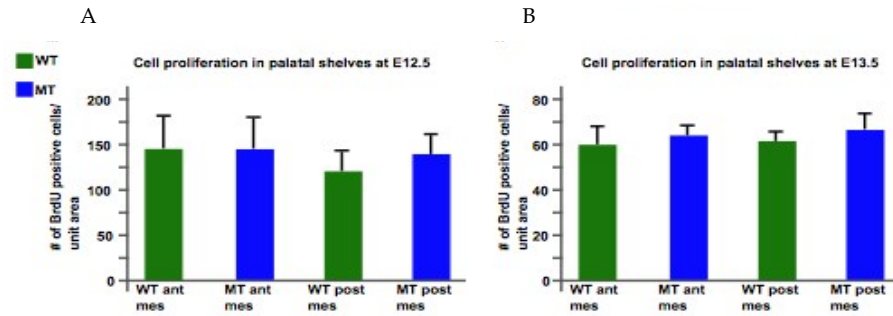 A
B
WT
MT
Cell proliferation in palatal shelves at E12.5
# of BrdU positive cells/
unit area
200
150
100
50
0
WT ant
mes
MT ant
mes
WT post
mes
MT post
mes
Cell proliferation in palatal shelves at E13.5
# of BrdU positive cells/
unit area
80
60
40
20
0
WT ant
mes
MT ant
mes
WT post
mes
MT post
mes